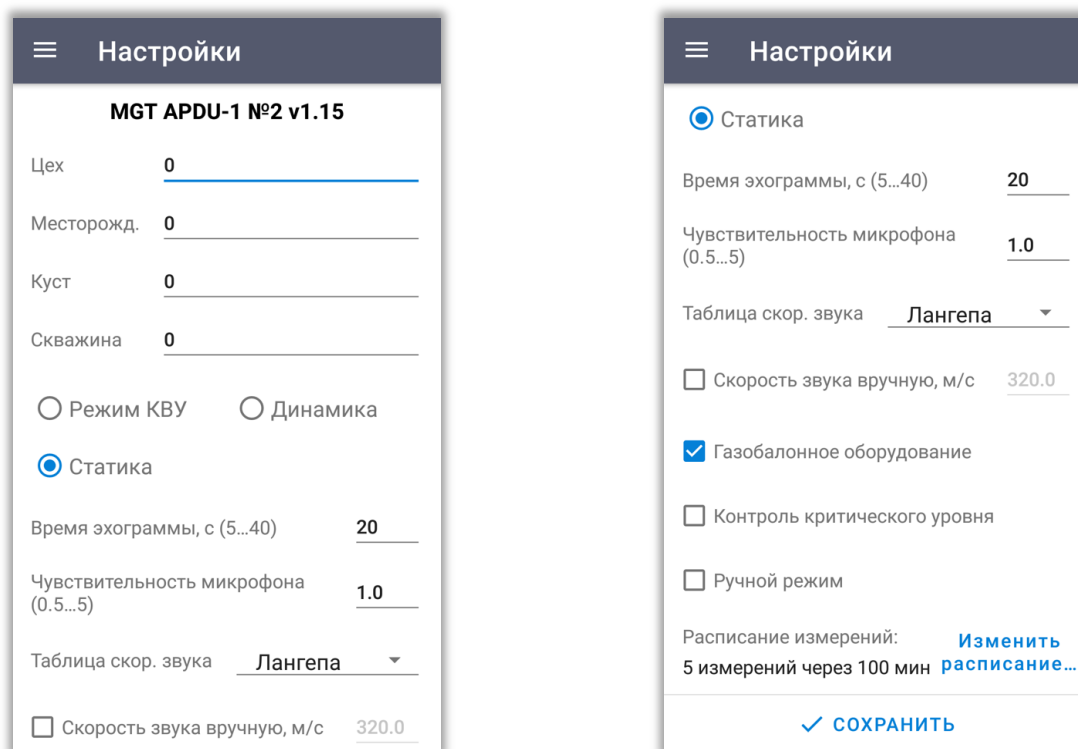 Настройки
MGT APDU-1 №2 v1.15
Цех 0
Месторожд. 0
Куст 0
Скважина 0
Режим КВУ Динамика
Статика
Время эхограммы, с (5...40) 20
Чувствительность микрофона
(0.5...5) 1.0
Таблица скор. звука Лангепа
Скорость звука вручную, м/с 320.0
Настройки
Статика
Время эхограммы, с (5...40) 20
Чувствительность микрофона
(0.5...5) 1.0
Таблица скор. звука Лангепа
Скорость звука вручную, м/с 320.0
Газобалонное оборудование
Контроль критического уровня
Ручной режим
Расписание измерений:
5 измерений через 100 мин
Изменить
расписание...
СОХРАНИТЬ